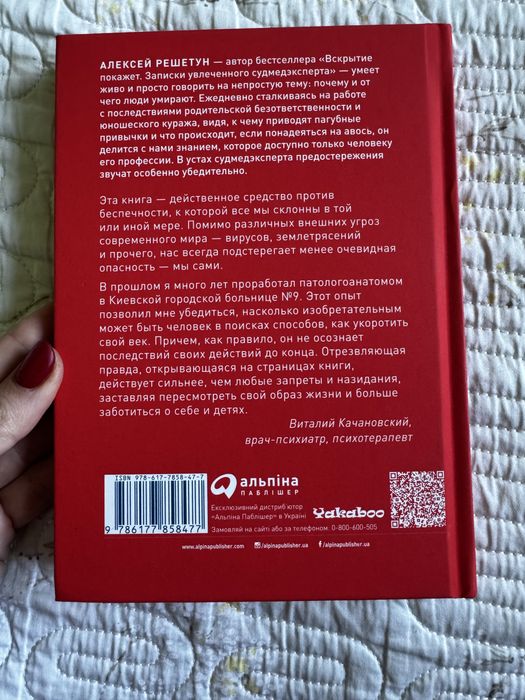 АЛЕКСЕЙ РЕШЕТУН — автор бестселлера «Вскрытие
покажет. Записки увлеченного судмедэксперта» — умеет
живо и просто говорить на непростую тему: почему и от
чего люди умирают. Ежедневно сталкиваясь на работе
с последствиями родительской безответственности и
юношеского куража, видя, к чему приводят пагубные
привычки и что происходит, если понадеяться на авось, он
делится с нами знанием, которое доступно только человеку
его профессии. В устах судмедэксперта предостережения
звучат особенно убедительно.
Эта книга — действенное средство против
беспечности, к которой все мы склонны в той
или иной мере. Помимо различных внешних угроз
современного мира — вирусов, землетрясений
и прочего, нас всегда подстерегает менее очевидная
опасность — мы сами.
В прошлом я много лет проработал патологоанатомом
в Киевской городской больнице №9. Этот опыт
позволил мне убедиться, насколько изобретательным
может быть человек в поисках способов, как укоротить
свой век. Причем, как правило, он не осознает
последствий своих действий до конца. Отрезвляющая
правда, открывающаяся на страницах книги,
действует сильнее, чем любые запреты и назидания,
заставляя пересмотреть свой образ жизни и больше
заботиться о себе и детях.
Виталий Качановский,
врач-психиатр, психотерапевт
ISBN 978-617-7858-47-7
9 786177 858477
альпіна
ПАБЛІШЕР
Ексклюзивний дистриб'ютор
«Альпіна Паблішер» в Україні
Yakaboo
Замовляй на сайті або за телефоном: 0-800-600-505
www.alpinapublisher.com /alpinapublisher.ua /alpinapublisher.ua